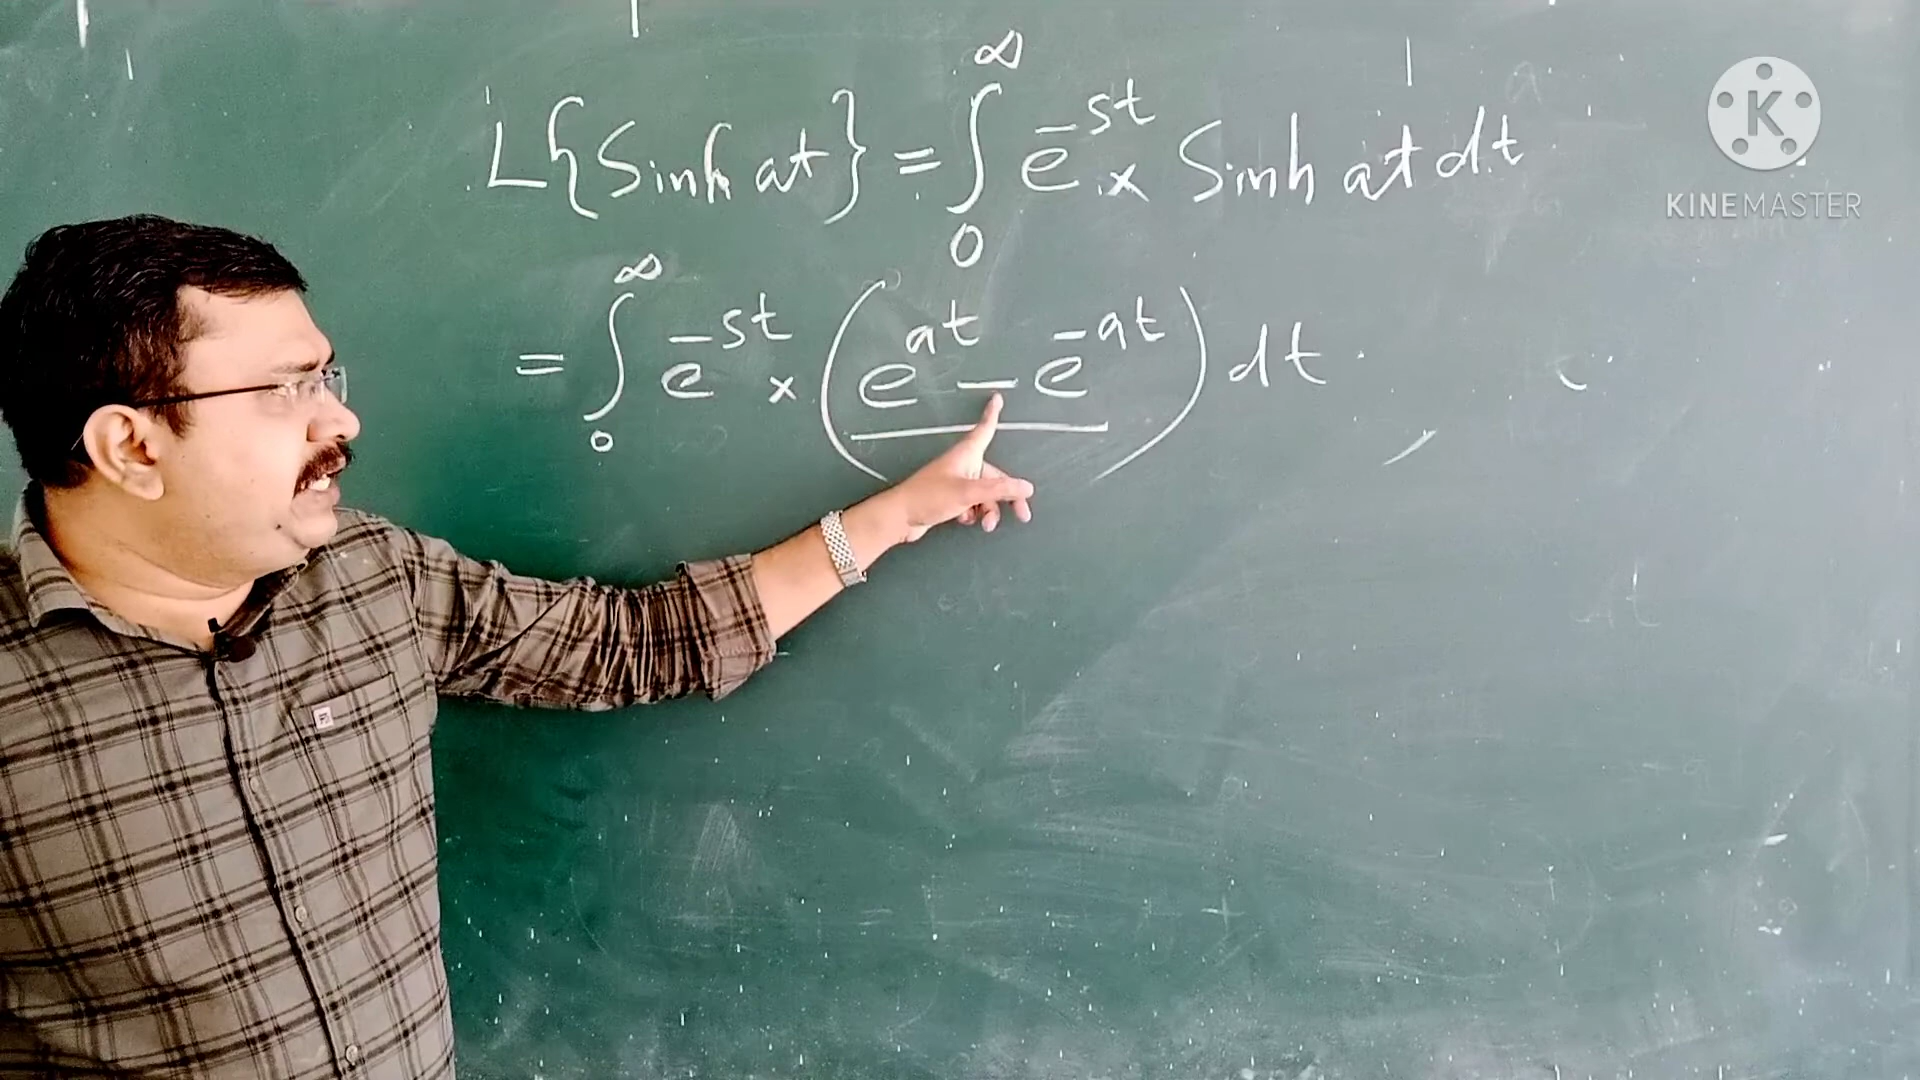 L{Sinh at} = ∫₀^∞ e^{-st} × Sinh at dt
= ∫₀^∞ e^{-st} × (e^{at} - e^{-at}) dt
K
KINEMASTER